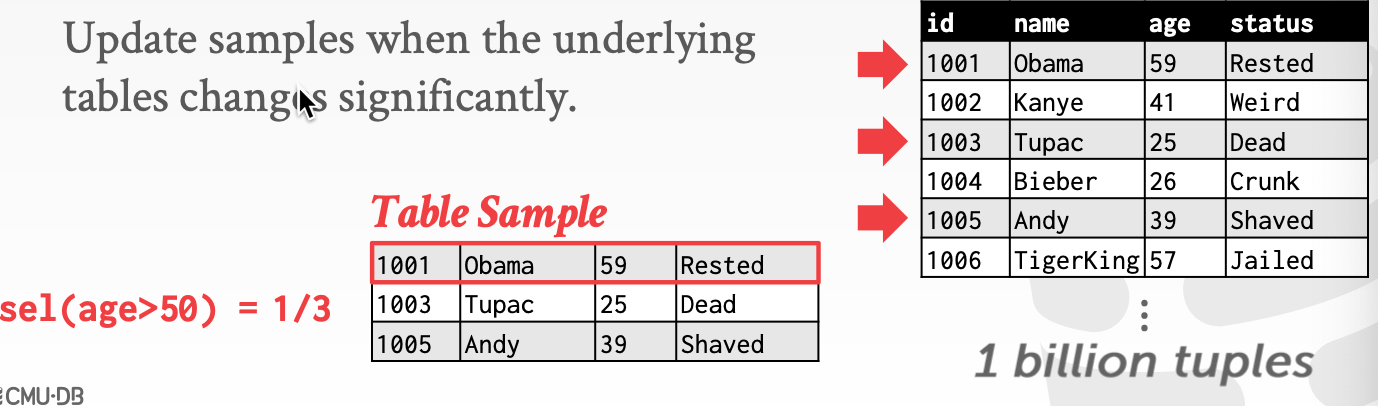 Update samples when the underlying
tables changes significantly.
Table Sample
1001 Obama 59 Rested
1003 Tupac 25 Dead
1005 Andy 39 Shaved
sel(age>50) = 1/3
id name age status
1001 Obama 59 Rested
1002 Kanye 41 Weird
1003 Tupac 25 Dead
1004 Bieber 26 Crunk
1005 Andy 39 Shaved
1006 TigerKing 57 Jailed
1 billion tuples
CMU·DB